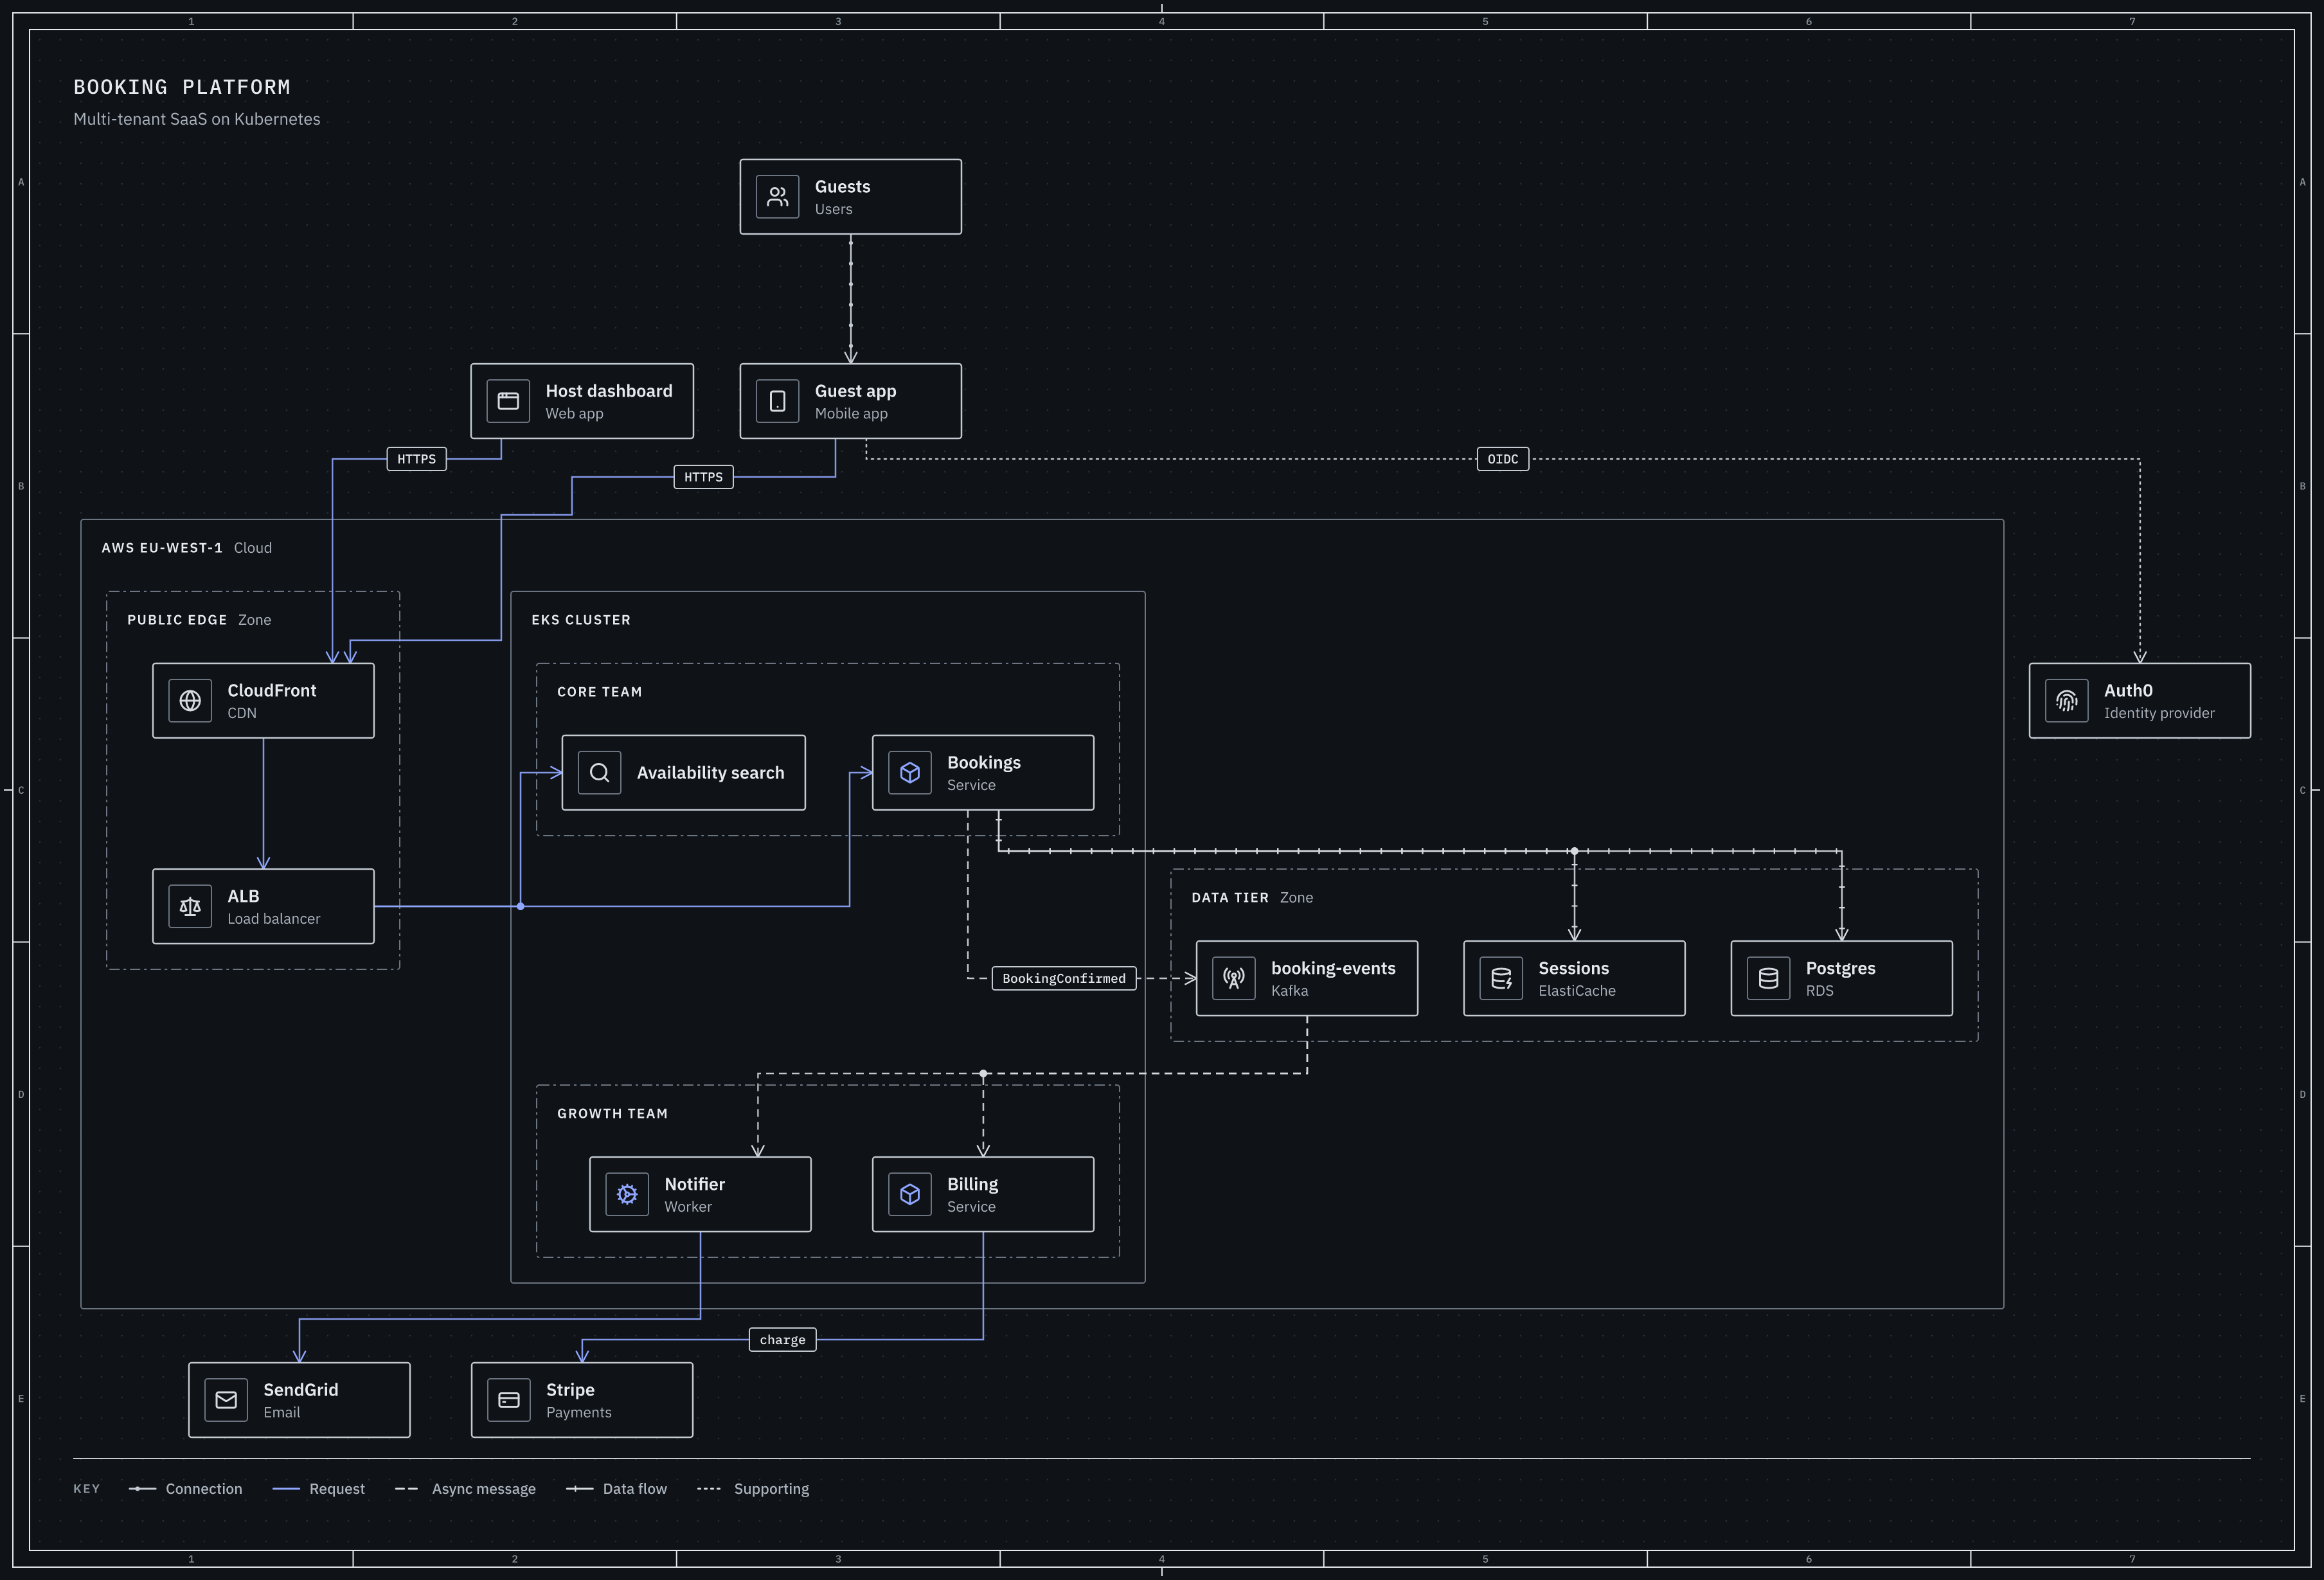 1 2 3 4 5 6 7
BOOKING PLATFORM
Multi-tenant SaaS on Kubernetes
A A
Guests
Users
Host dashboard
Web app
Guest app
Mobile app
HTTPS
OIDC
HTTPS
B B
AWS EU-WEST-1 Cloud
PUBLIC EDGE Zone
EKS CLUSTER
CORE TEAM
CloudFront
CDN
Auth0
Identity provider
Availability search
Bookings
Service
C C
ALB
Load balancer
DATA TIER Zone
booking-events
Kafka
Sessions
ElastiCache
Postgres
RDS
BookingConfirmed
D D
GROWTH TEAM
Notifier
Worker
Billing
Service
charge
SendGrid
Email
Stripe
Payments
E E
KEY Connection Request Async message Data flow Supporting
1 2 3 4 5 6 7